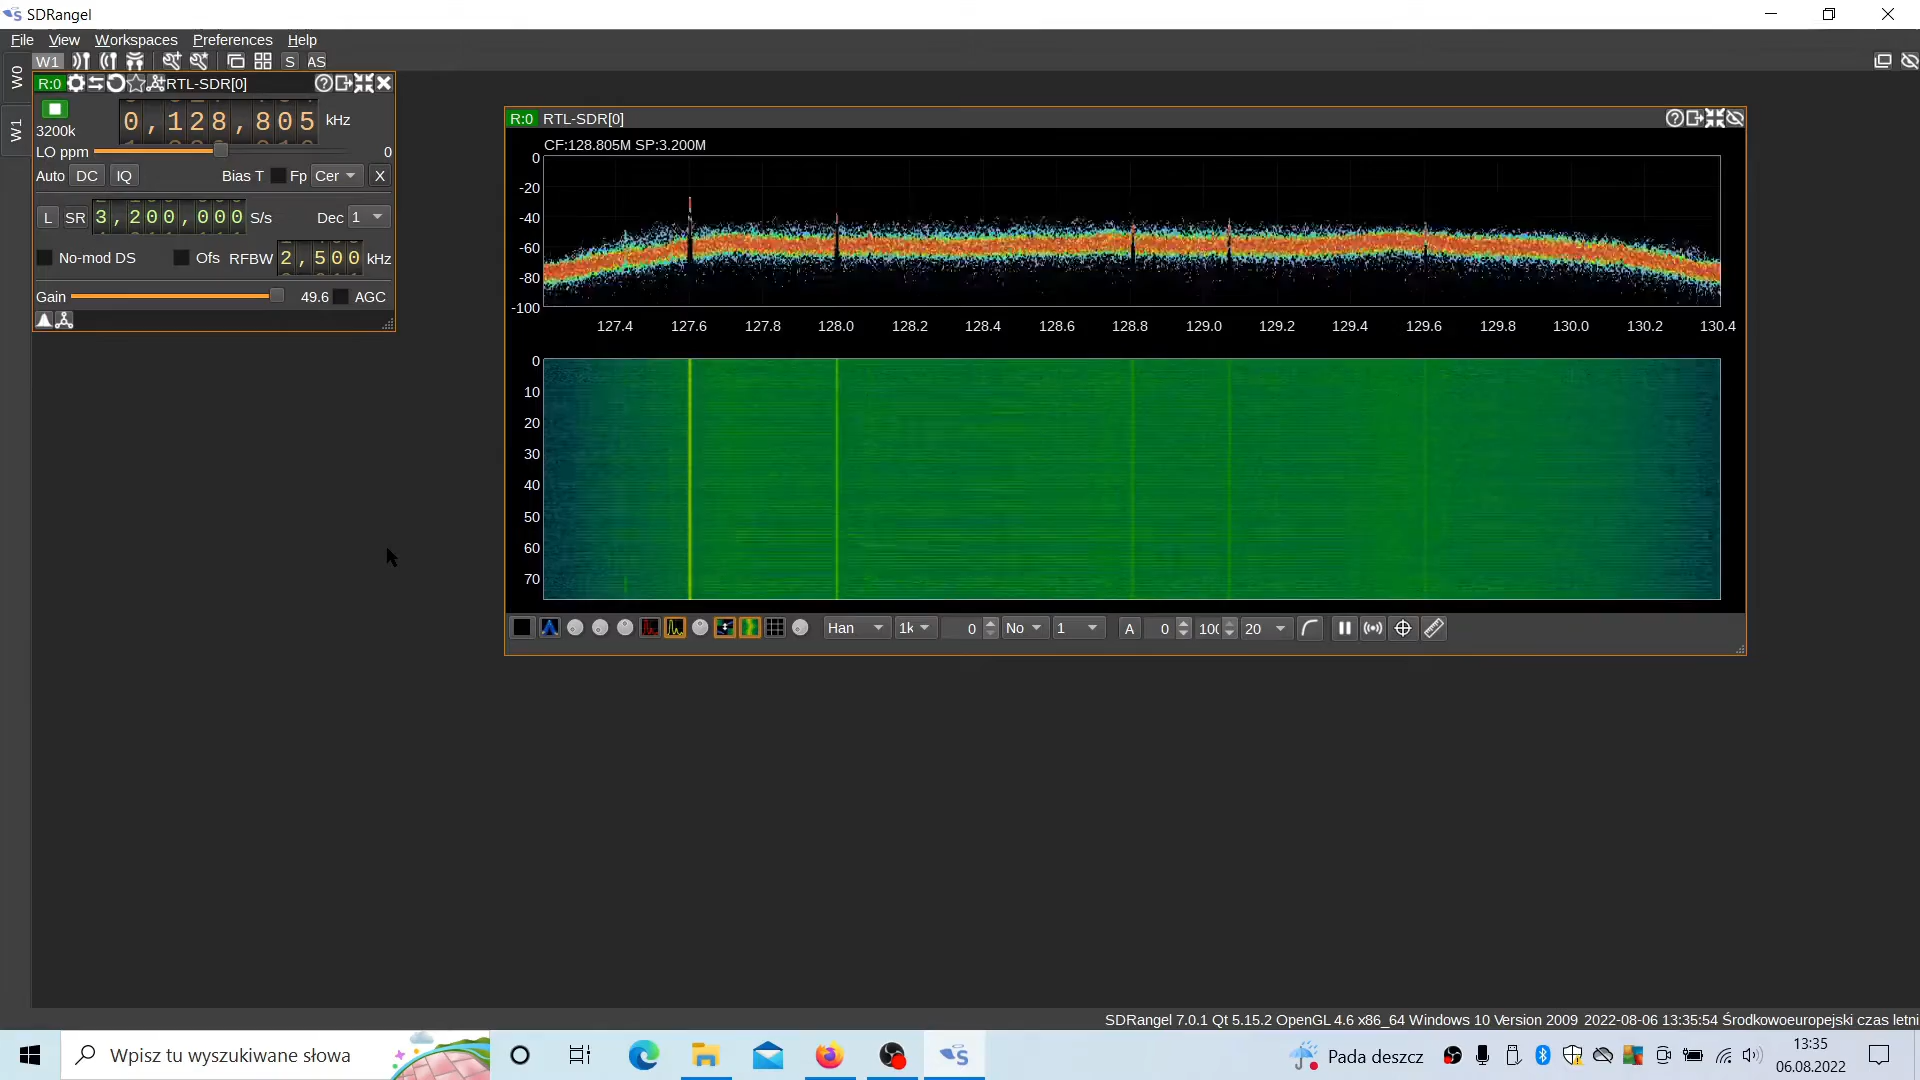 SDRangel
File View Workspaces Preferences Help
W1 S AS
W0
W1
R:0 RTL-SDR[0]
0,128,805 kHz
3200k
LO ppm 0
Auto DC IQ Bias T Fp Cer X
L SR 3,200,000 S/s Dec 1
No-mod DS Ofs RFBW 2,500 kHz
Gain 49.6 AGC
R:0 RTL-SDR[0]
CF:128.805M SP:3.200M
0
-20
-40
-60
-80
-100
127.4 127.6 127.8 128.0 128.2 128.4 128.6 128.8 129.0 129.2 129.4 129.6 129.8 130.0 130.2 130.4
0
10
20
30
40
50
60
70
Han 1k 0 No 1 A 0 100 20
SDRangel 7.0.1 Qt 5.15.2 OpenGL 4.6 x86_64 Windows 10 Version 2009 2022-08-06 13:35:54 Środkowoeuropejski czas letni
Wpisz tu wyszukiwane słowa
Pada deszcz
13:35
06.08.2022